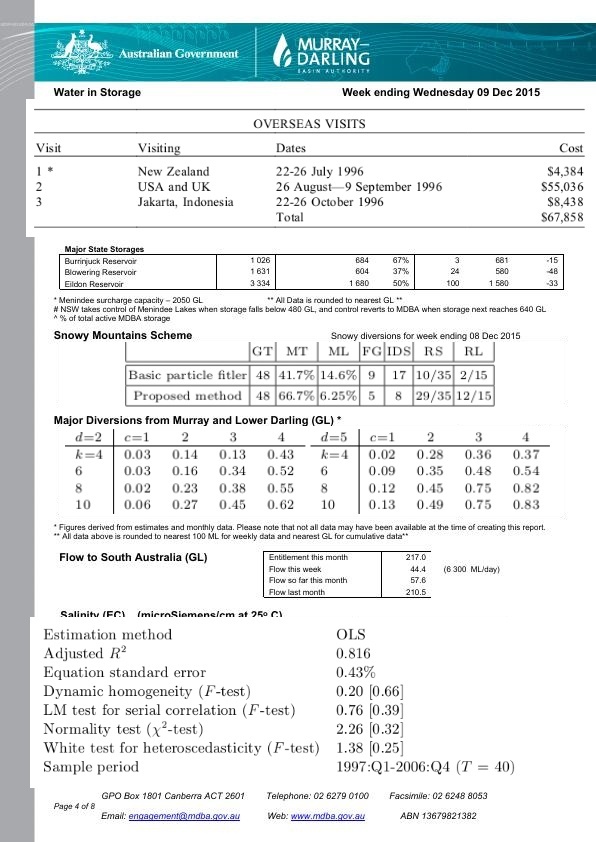 Australian Government
MURRAY–
DARLING
BASIN AUTHORITY
Water in Storage Week ending Wednesday 09 Dec 2015
OVERSEAS VISITS
Visit Visiting Dates Cost
1 * New Zealand 22-26 July 1996 $4,384
2 USA and UK 26 August—9 September 1996 $55,036
3 Jakarta, Indonesia 22-26 October 1996 $8,438
Total $67,858
Major State Storages
Burrinjuck Reservoir 1 026 684 67% 3 681 -15
Blowering Reservoir 1 631 604 37% 24 580 -48
Eildon Reservoir 3 334 1 680 50% 100 1 580 -33
* Menindee surcharge capacity – 2050 GL ** All Data is rounded to nearest GL **
# NSW takes control of Menindee Lakes when storage falls below 480 GL, and control reverts to MDBA when storage next reaches 640 GL
^ % of total active MDBA storage
Snowy Mountains Scheme Snowy diversions for week ending 08 Dec 2015
GT MT ML FG IDS RS RL
Basic particle fitler 48 41.7% 14.6% 9 17 10/35 2/15
Proposed method 48 66.7% 6.25% 5 8 29/35 12/15
Major Diversions from Murray and Lower Darling (GL) *
d=2 c=1 2 3 4 d=5 c=1 2 3 4
k=4 0.03 0.14 0.13 0.43 k=4 0.02 0.28 0.36 0.37
6 0.03 0.16 0.34 0.52 6 0.09 0.35 0.48 0.54
8 0.02 0.23 0.38 0.55 8 0.12 0.45 0.75 0.82
10 0.06 0.27 0.45 0.62 10 0.13 0.49 0.75 0.83
* Figures derived from estimates and monthly data. Please note that not all data may have been available at the time of creating this report.
** All data above is rounded to nearest 100 ML for weekly data and nearest GL for cumulative data**
Flow to South Australia (GL)
Entitlement this month 217.0
Flow this week 44.4 (6 300 ML/day)
Flow so far this month 57.6
Flow last month 210.5
Salinity (EC) (microSiemens/cm at 25º C)
Estimation method OLS
Adjusted R² 0.816
Equation standard error 0.43%
Dynamic homogeneity (F-test) 0.20 [0.66]
LM test for serial correlation (F-test) 0.76 [0.39]
Normality test (χ²-test) 2.26 [0.32]
White test for heteroscedasticity (F-test) 1.38 [0.25]
Sample period 1997:Q1-2006:Q4 (T = 40)
GPO Box 1801 Canberra ACT 2601 Telephone: 02 6279 0100 Facsimile: 02 6248 8053
Page 4 of 8
Email: engagement@mdba.gov.au Web: www.mdba.gov.au ABN 13679821382